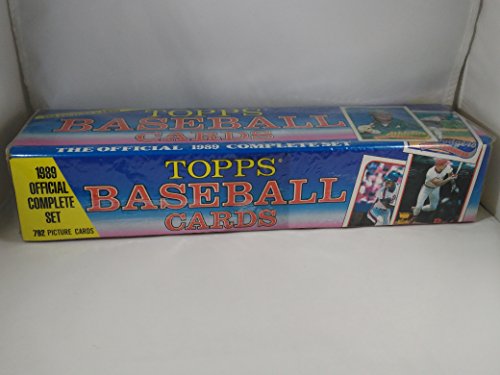 TOPPS
BASEBALL
CARDS
THE OFFICIAL 1989 COMPLETE SET
1989
OFFICIAL
COMPLETE
SET
792 PICTURE CARDS
TOPPS®
BASEBALL
CARDS